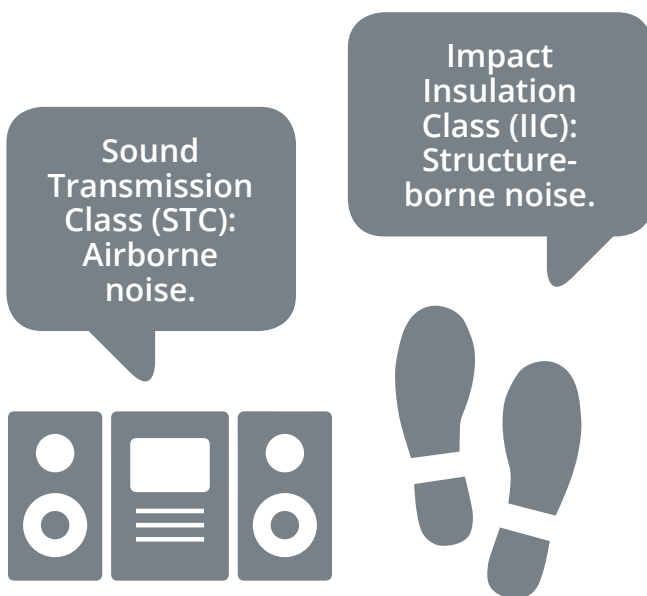 Sound
Transmission
Class (STC):
Airborne
noise.
Impact
Insulation
Class (IIC):
Structure-
borne noise.